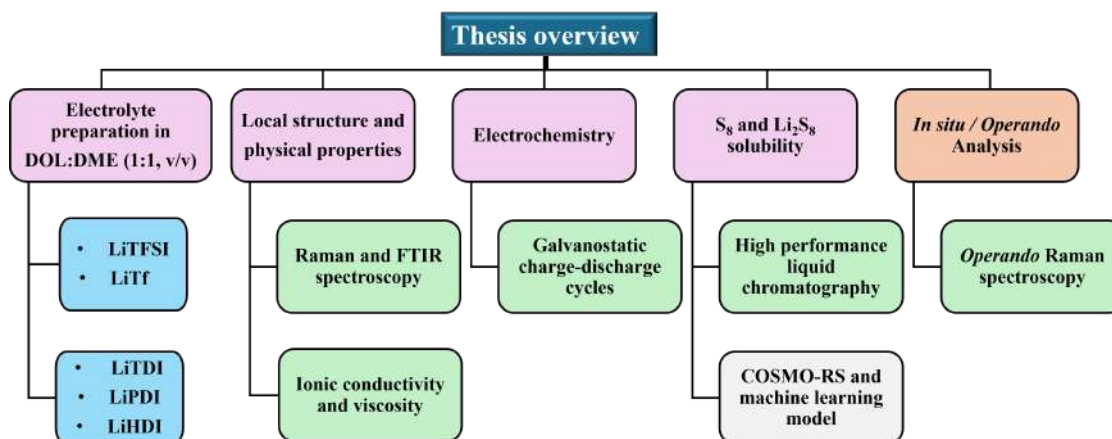 Thesis overview
Electrolyte
preparation in
DOL:DME (1:1, v/v)
Local structure and
physical properties
Electrochemistry
S₈ and Li₂S₈
solubility
In situ / Operando
Analysis
• LiTFSI
• LiTf
Raman and FTIR
spectroscopy
Galvanostatic
charge-discharge
cycles
High performance
liquid
chromatography
Operando Raman
spectroscopy
• LiTDI
• LiPDI
• LiHDI
Ionic conductivity
and viscosity
COSMO-RS and
machine learning
model